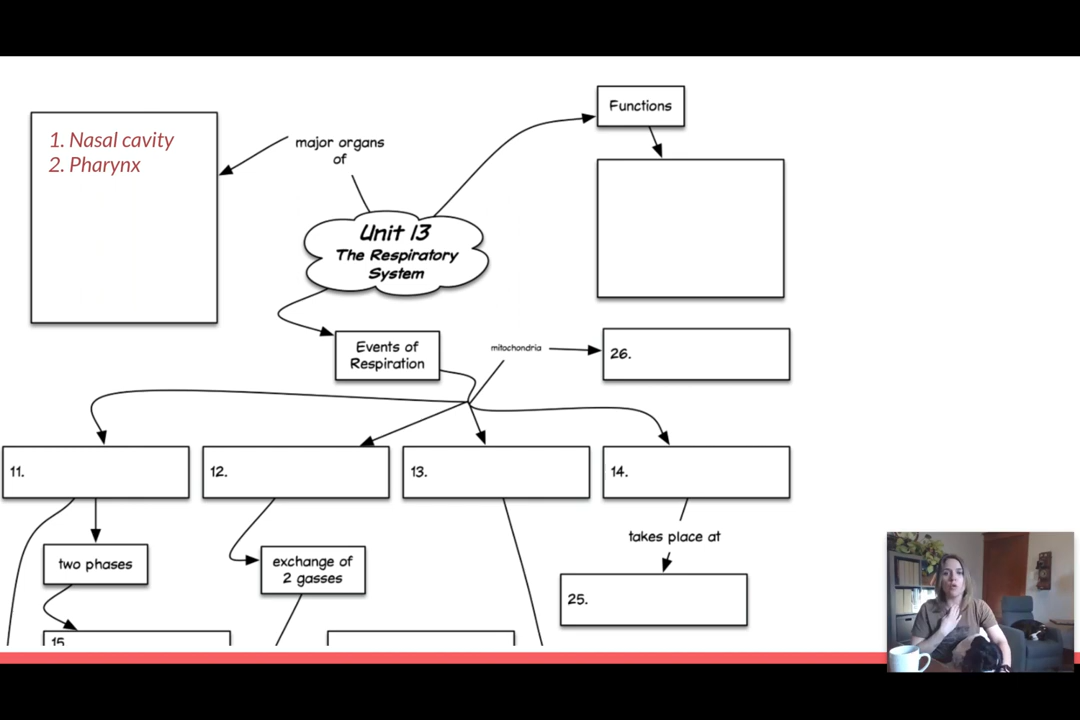 Functions
1. Nasal cavity
2. Pharynx
major organs
of
Unit 13
The Respiratory
System
Events of
Respiration
mitochondria
26.
11.
12.
13.
14.
takes place at
two phases
exchange of
2 gasses
25.
15